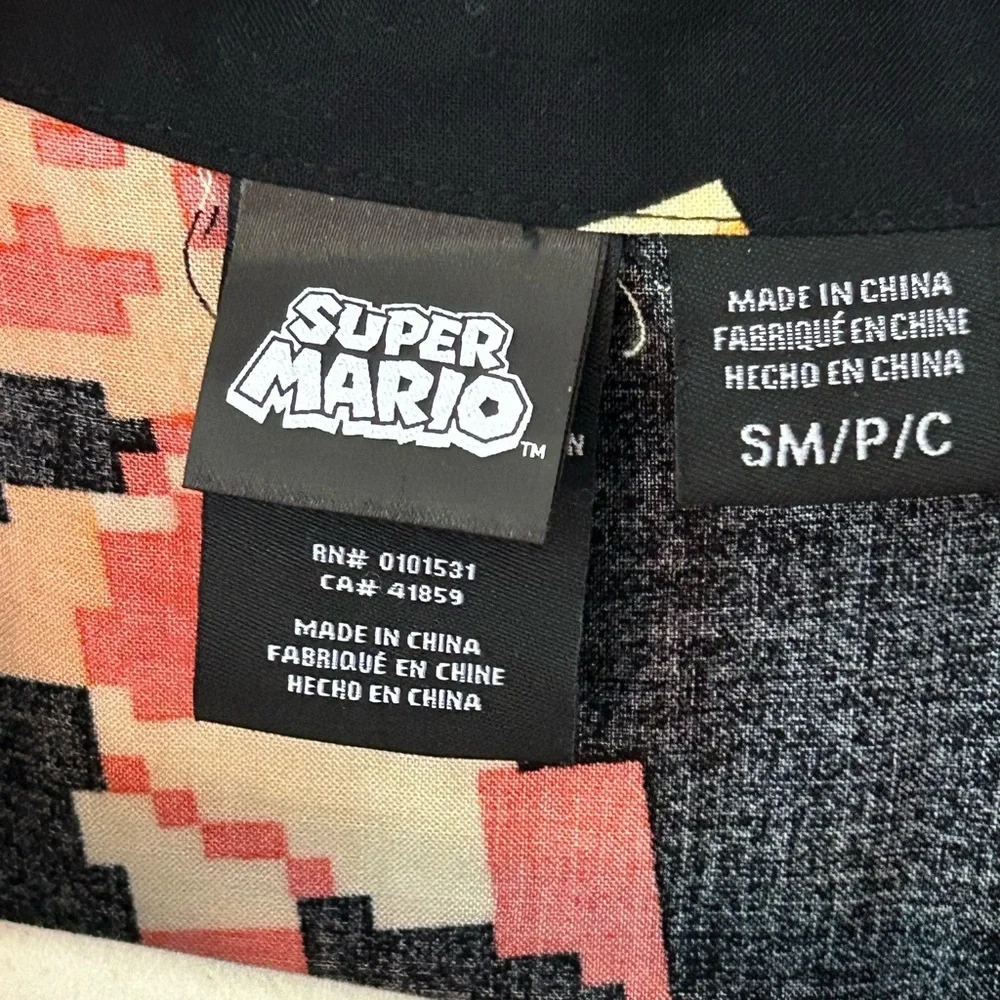 SUPER
MARIO
TM
N
RN# 0101531
CA# 41859
MADE IN CHINA
FABRIQUÉ EN CHINE
HECHO EN CHINA
MADE IN CHINA
FABRIQUÉ EN CHINE
HECHO EN CHINA
SM/P/C